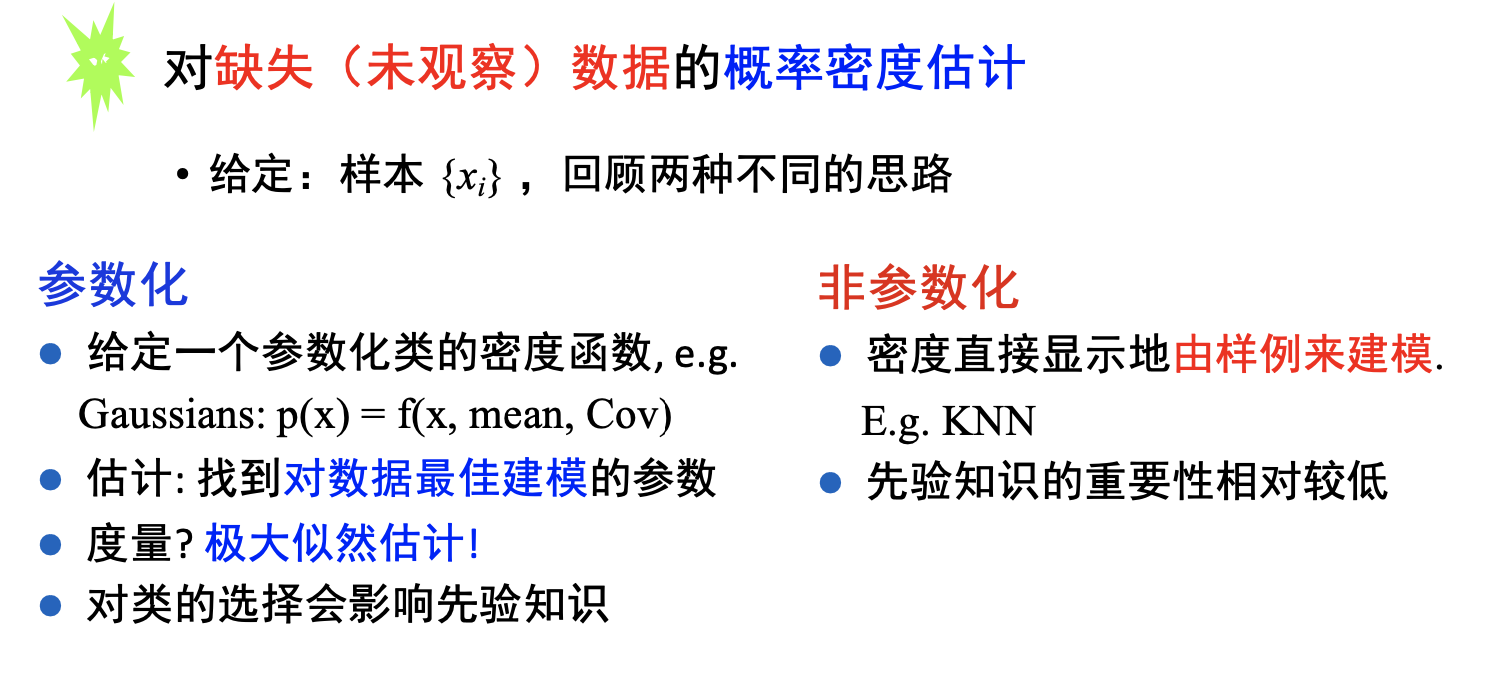 对缺失（未观察）数据的概率密度估计
• 给定：样本 {xᵢ} ，回顾两种不同的思路
参数化
● 给定一个参数化类的密度函数, e.g.
Gaussians: p(x) = f(x, mean, Cov)
● 估计: 找到对数据最佳建模的参数
● 度量? 极大似然估计!
● 对类的选择会影响先验知识
非参数化
● 密度直接显示地由样例来建模.
E.g. KNN
● 先验知识的重要性相对较低